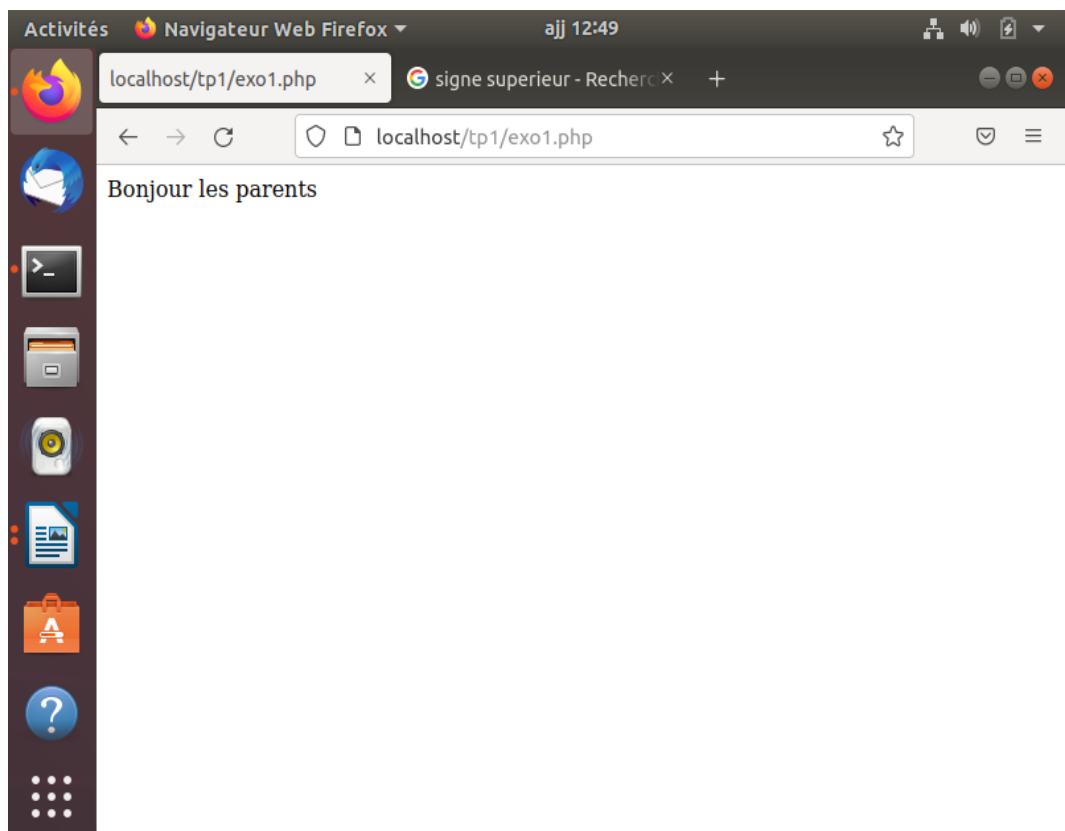 Activités Navigateur Web Firefox ajj 12:49
localhost/tp1/exo1.php signe superieur - Recherc
localhost/tp1/exo1.php
Bonjour les parents